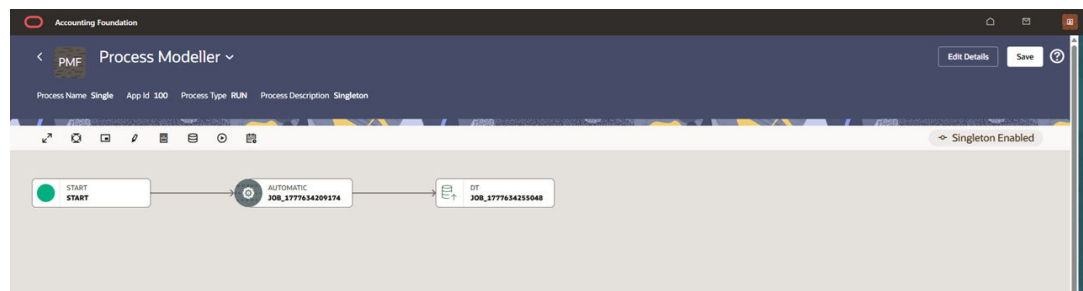 Accounting Foundation
PMF
Process Modeller
Edit Details
Save
Process Name Single App Id 100 Process Type RUN Process Description Singleton
Singleton Enabled
START
START
AUTOMATIC
JOB_1777634209174
DT
JOB_1777634255048